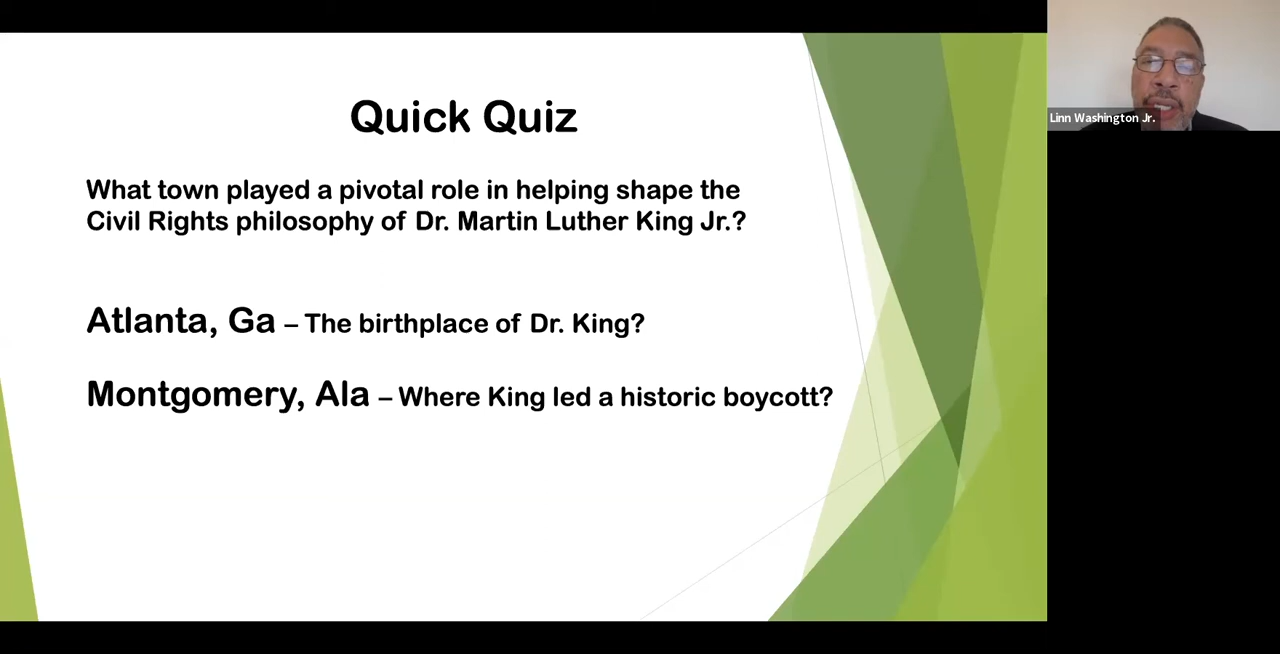 Quick Quiz
What town played a pivotal role in helping shape the
Civil Rights philosophy of Dr. Martin Luther King Jr.?
Atlanta, Ga – The birthplace of Dr. King?
Montgomery, Ala – Where King led a historic boycott?
Linn Washington Jr.